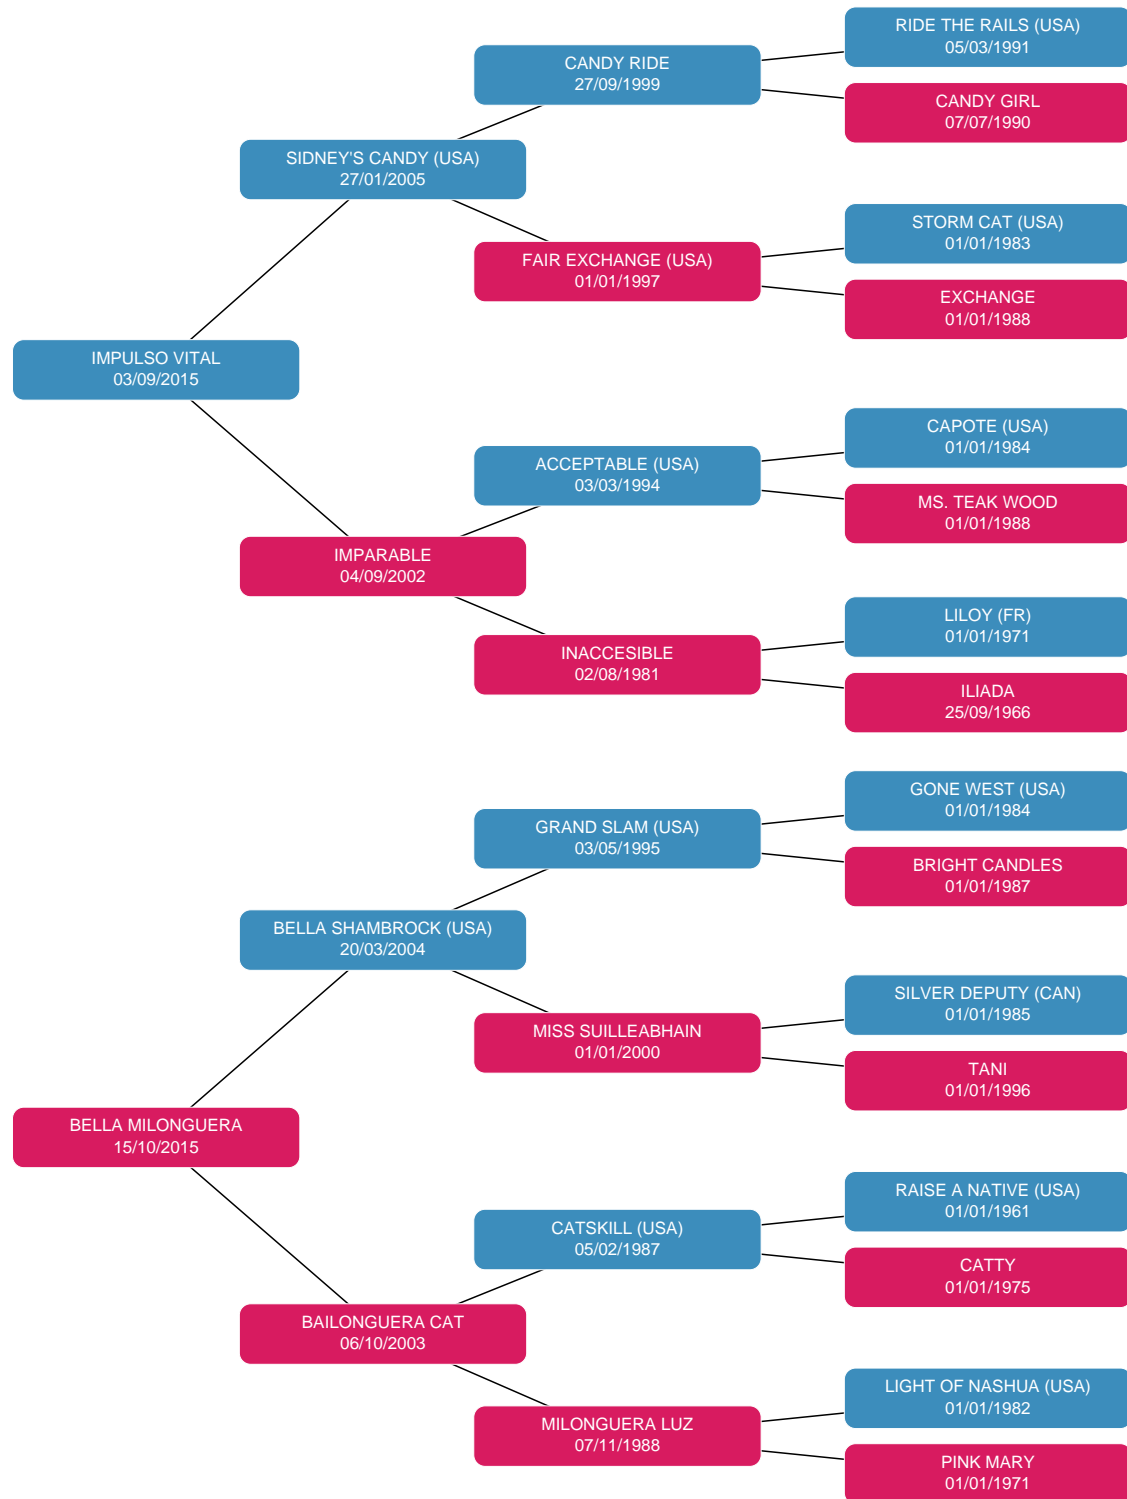 RIDE THE RAILS (USA)
05/03/1991
CANDY RIDE
27/09/1999
CANDY GIRL
07/07/1990
SIDNEY'S CANDY (USA)
27/01/2005
STORM CAT (USA)
01/01/1983
FAIR EXCHANGE (USA)
01/01/1997
EXCHANGE
01/01/1988
IMPULSO VITAL
03/09/2015
CAPOTE (USA)
01/01/1984
ACCEPTABLE (USA)
03/03/1994
MS. TEAK WOOD
01/01/1988
IMPARABLE
04/09/2002
LILOY (FR)
01/01/1971
INACCESIBLE
02/08/1981
ILIADA
25/09/1966
GONE WEST (USA)
01/01/1984
GRAND SLAM (USA)
03/05/1995
BRIGHT CANDLES
01/01/1987
BELLA SHAMBROCK (USA)
20/03/2004
SILVER DEPUTY (CAN)
01/01/1985
MISS SUILLEABHAIN
01/01/2000
TANI
01/01/1996
BELLA MILONGUERA
15/10/2015
RAISE A NATIVE (USA)
01/01/1961
CATSKILL (USA)
05/02/1987
CATTY
01/01/1975
BAILONGUERA CAT
06/10/2003
LIGHT OF NASHUA (USA)
01/01/1982
MILONGUERA LUZ
07/11/1988
PINK MARY
01/01/1971